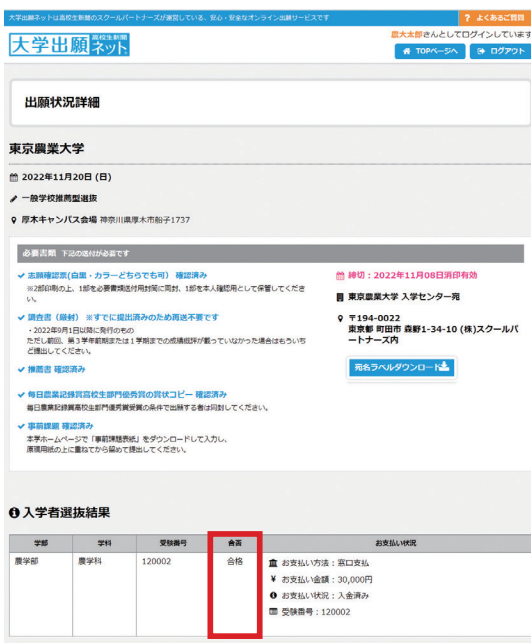 大学出願ネットは高校生新聞のスクールパートナーズが運営している、安心・安全なオンライン出願サービスです
? よくあるご質問
大学出願 高校生新聞 ネット
農大太郎さんとしてログインしています
TOPページへ ログアウト
出願状況詳細
東京農業大学
2022年11月20日 (日)
一般学校推薦型選抜
厚木キャンパス会場 神奈川県厚木市船子1737
必要書類 下記の送付が必要です
志願確認票(白黒・カラーどちらでも可) 確認済み
※2部印刷の上、1部を必要書類送付用封筒に同封、1部を本人確認用として保管してくださ
い。
調査書（厳封）※すでに提出済みのため再送不要です
・2022年9月1日以降に発行のもの
ただし前回、第３学年前期または１学期までの成績評評が載っていなかった場合はもういち
ど提出してください。
推薦書 確認済み
毎日農業記録賞高校生部門優秀賞の賞状コピー 確認済み
毎日農業記録賞高校生部門優秀賞受賞の条件で出願する者は同封してください。
事前課題 確認済み
本学ホームページで「事前課題表紙」をダウンロードして入力し、
原稿用紙の上に重ねてから留めて提出してください。
締切：2022年11月08日消印有効
東京農業大学 入学センター宛
〒194-0022
東京都 町田市 森野1-34-10 (株)スクールパ
ートナーズ内
宛名ラベルダウンロード
入学者選抜結果
学部 学科 受験番号 合否 お支払い状況
農学部 農学科 120002 合格 お支払い方法：窓口支払
¥ お支払い金額：30,000円
お支払い状況：入金済み
受験番号：120002